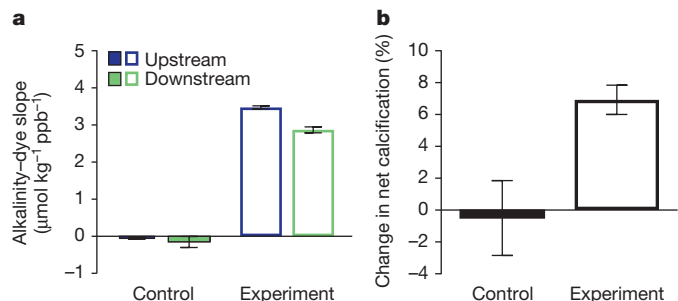 a
Alkalinity–dye slope
(μmol kg⁻¹ ppb⁻¹)
5
4
3
2
1
0
–1
Upstream
Downstream
Control
Experiment
b
Change in net calcification (%)
10
8
6
4
2
0
–2
–4
Control
Experiment